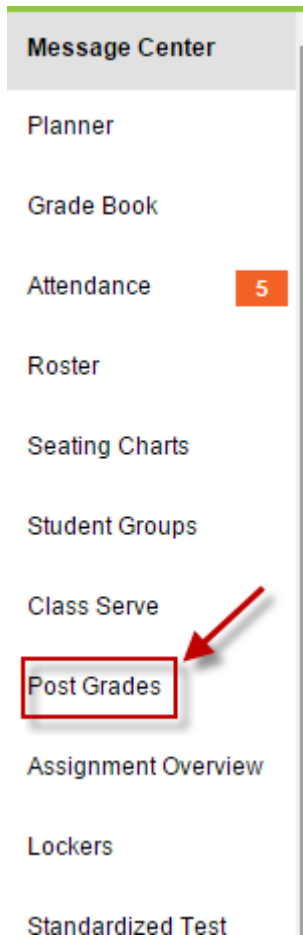 Message Center
Planner
Grade Book
Attendance 5
Roster
Seating Charts
Student Groups
Class Serve
Post Grades
Assignment Overview
Lockers
Standardized Test